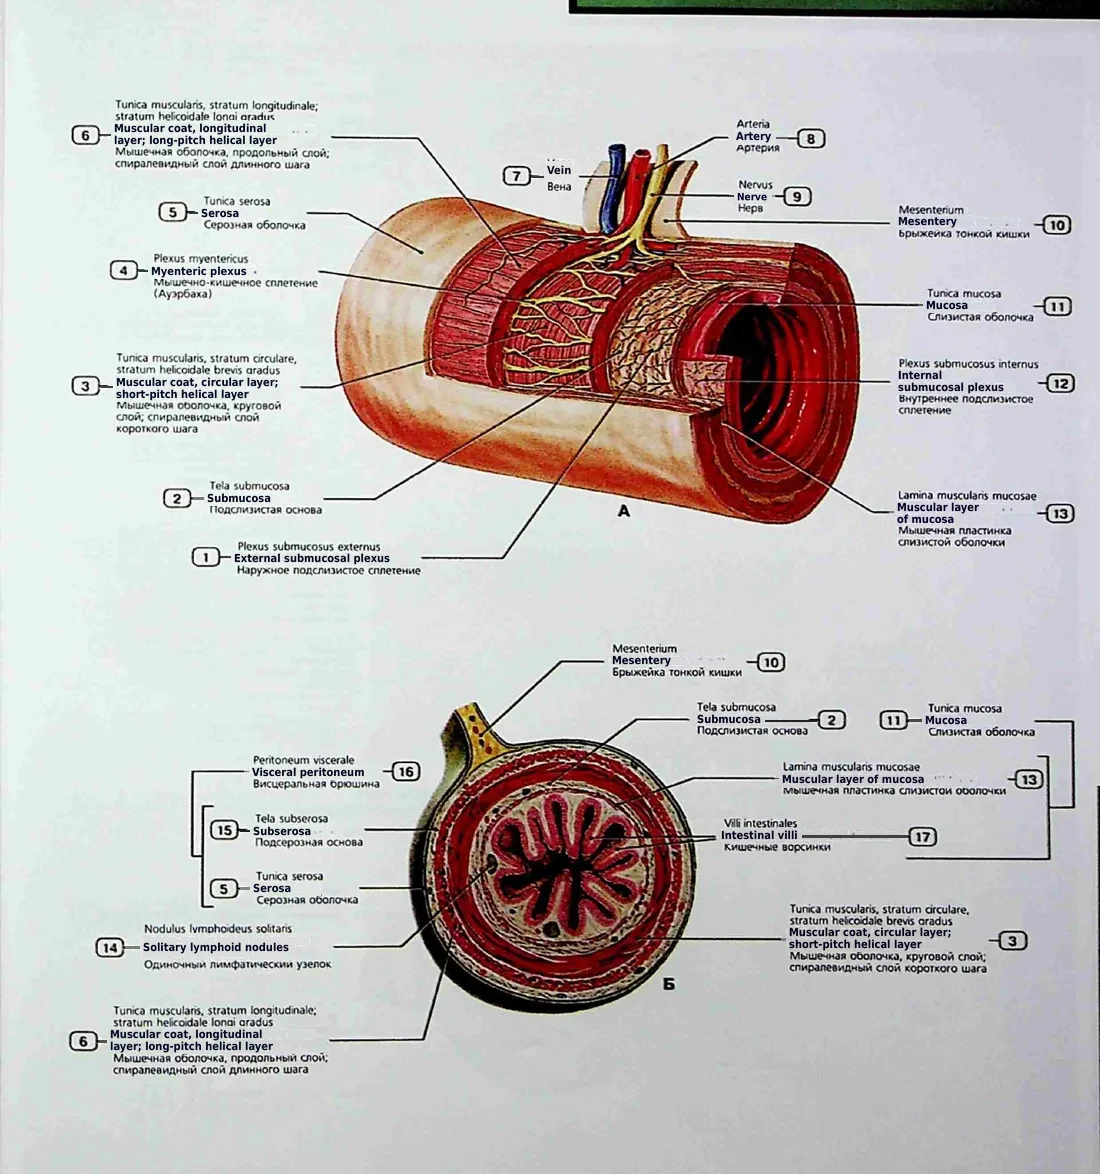 Tunica muscularis, stratum longitudinale;
stratum helicoidale longi gradus
6
Muscular coat, longitudinal
layer; long-pitch helical layer
Мышечная оболочка, продольный слой;
спиралевидный слой длинного шага
Arteria
Artery
8
Артерия
7
Vein
Вена
Nervus
Nerve
9
Нерв
Tunica serosa
5
Serosa
Серозная оболочка
Mesenterium
Mesentery
10
Брыжейка тонкой кишки
Plexus myentericus
4
Myenteric plexus
Мышечно-кишечное сплетение
(Ауэрбаха)
Tunica mucosa
Mucosa
11
Слизистая оболочка
Tunica muscularis, stratum circulare,
stratum helicoidale brevis gradus
3
Muscular coat, circular layer;
short-pitch helical layer
Мышечная оболочка, круговой
слой; спиралевидный слой
короткого шага
Plexus submucosus internus
Internal
submucosal plexus
12
Внутреннее подслизистое
сплетение
Tela submucosa
2
Submucosa
Подслизистая основа
Lamina muscularis mucosae
Muscular layer
of mucosa
13
Мышечная пластинка
слизистой оболочки
А
Plexus submucosus externus
1
External submucosal plexus
Наружное подслизистое сплетение
Mesenterium
Mesentery
10
Брыжейка тонкой кишки
Tela submucosa
Submucosa
2
Подслизистая основа
Tunica mucosa
11
Mucosa
Слизистая оболочка
Peritoneum viscerale
Visceral peritoneum
16
Висцеральная брюшина
Lamina muscularis mucosae
Muscular layer of mucosa
13
Мышечная пластинка слизистой оболочки
Tela subserosa
15
Subserosa
Подсерозная основа
Villi intestinales
Intestinal villi
17
Кишечные ворсинки
Tunica serosa
5
Serosa
Серозная оболочка
Nodulus lymphoideus solitaris
14
Solitary lymphoid nodules
Одиночный лимфатический узелок
Tunica muscularis, stratum circulare,
stratum helicoidale brevis gradus
Muscular coat, circular layer;
short-pitch helical layer
3
Мышечная оболочка, круговой слой;
спиралевидный слой короткого шага
Б
Tunica muscularis, stratum longitudinale;
stratum helicoidale longi gradus
6
Muscular coat, longitudinal
layer; long-pitch helical layer
Мышечная оболочка, продольный слой;
спиралевидный слой длинного шага